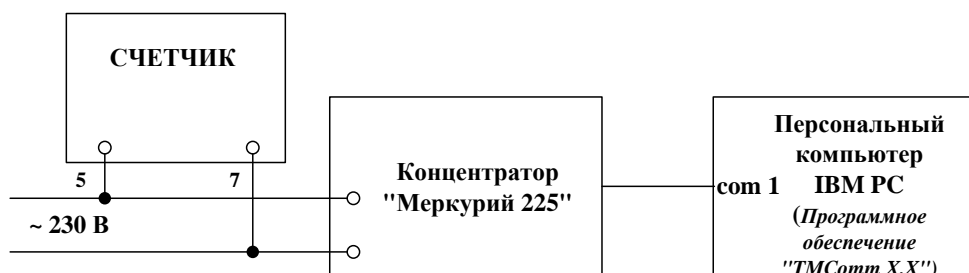 СЧЕТЧИК
5
7
~ 230 В
Концентратор
"Меркурий 225"
com 1
Персональный
компьютер
IBM PC
(Программное
обеспечение
"TMComm X.X")